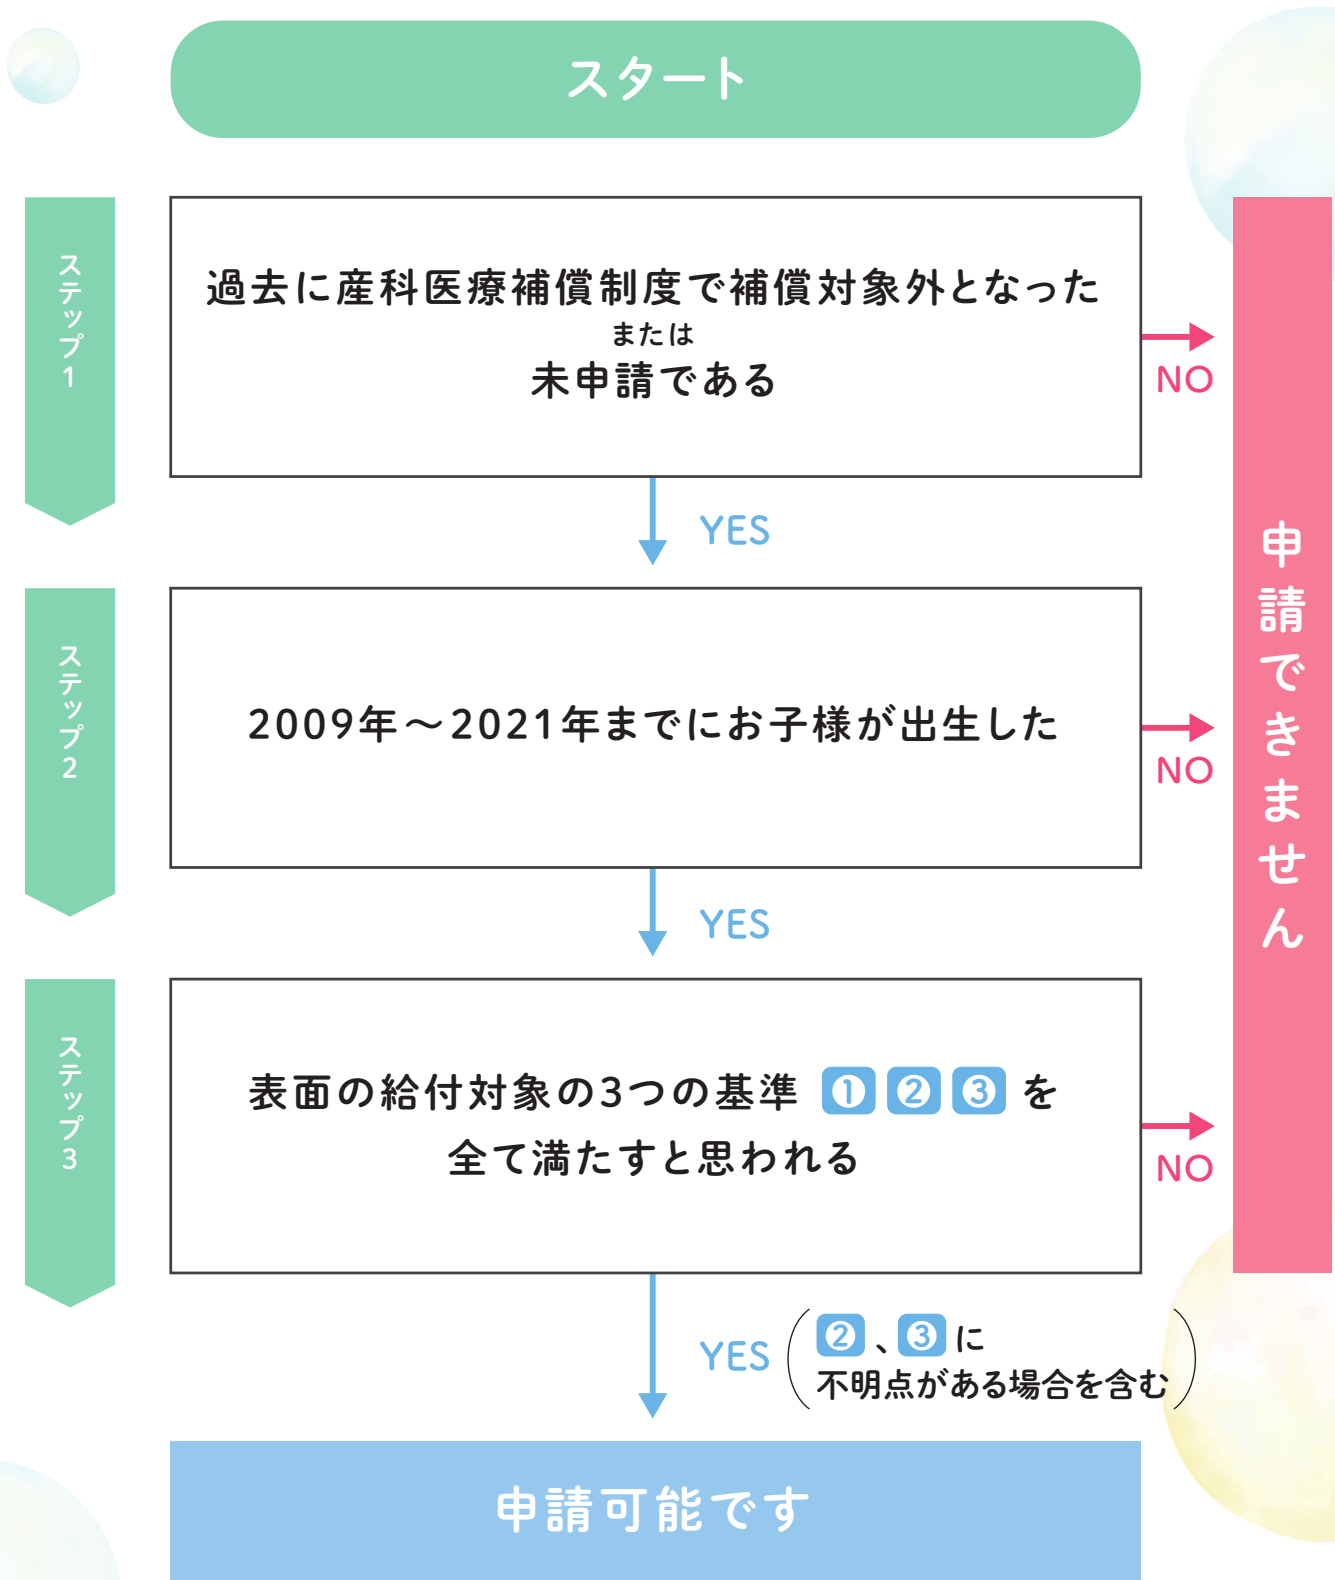 スタート
ステップ1
過去に産科医療補償制度で補償対象外となった
または
未申請である
NO
YES
ステップ2
2009年～2021年までにお子様が出生した
NO
YES
ステップ3
表面の給付対象の3つの基準 ①②③ を
全て満たすと思われる
NO
YES
②、③に
不明点がある場合を含む
申請できません
申請可能です